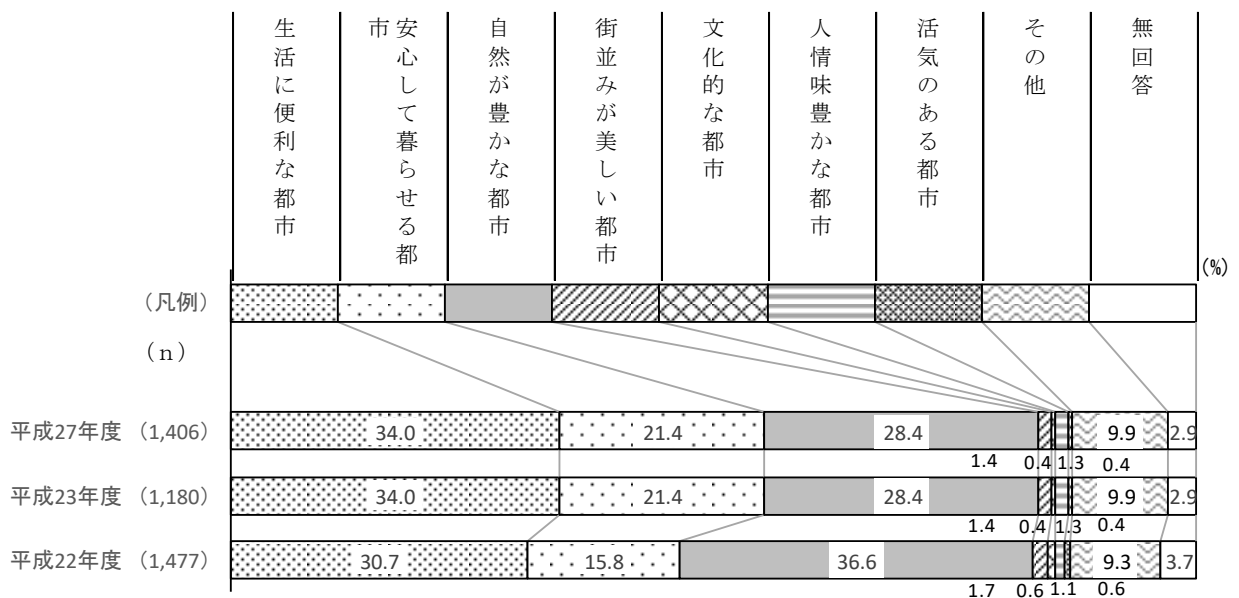 生活に便利な都市
安心して暮らせる都市
自然が豊かな都市
街並みが美しい都市
文化的な都市
人情味豊かな都市
活気のある都市
その他
無回答
(%)
(凡例)
(n)
平成27年度 (1,406) 34.0 21.4 28.4 9.9 2.9
1.4 0.4 1.3 0.4
平成23年度 (1,180) 34.0 21.4 28.4 9.9 2.9
1.4 0.4 1.3 0.4
平成22年度 (1,477) 30.7 15.8 36.6 9.3 3.7
1.7 0.6 1.1 0.6